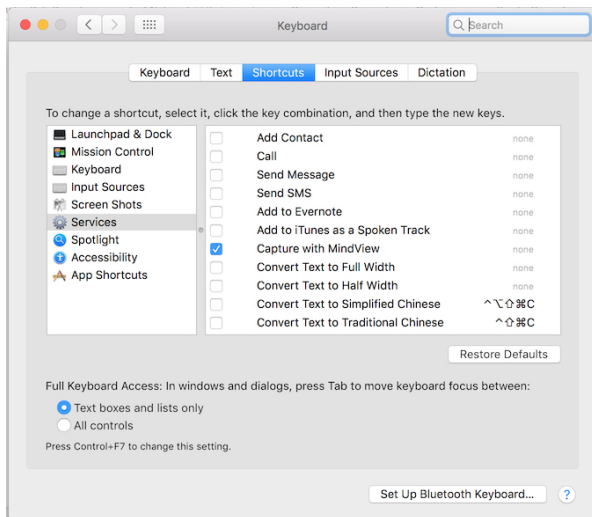 Keyboard
Search
Keyboard Text Shortcuts Input Sources Dictation
To change a shortcut, select it, click the key combination, and then type the new keys.
Launchpad & Dock
Mission Control
Keyboard
Input Sources
Screen Shots
Services
Spotlight
Accessibility
App Shortcuts
Add Contact none
Call none
Send Message none
Send SMS none
Add to Evernote none
Add to iTunes as a Spoken Track none
Capture with MindView none
Convert Text to Full Width none
Convert Text to Half Width none
Convert Text to Simplified Chinese ^⌥⇧⌘C
Convert Text to Traditional Chinese ^⇧⌘C
Restore Defaults
Full Keyboard Access: In windows and dialogs, press Tab to move keyboard focus between:
Text boxes and lists only
All controls
Press Control+F7 to change this setting.
Set Up Bluetooth Keyboard... ?